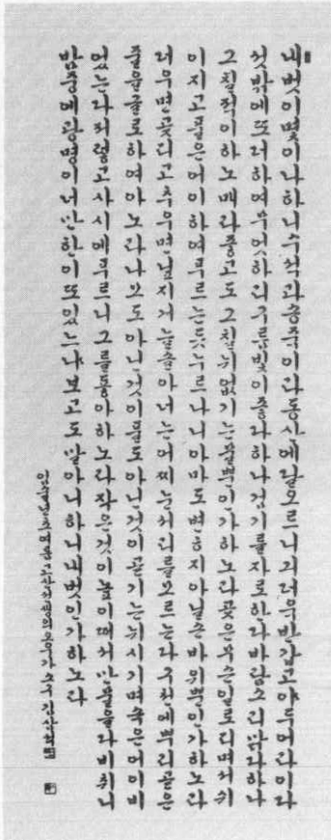 내벗이몇이나하니수석과송죽이라동산에달오르니긔더욱반갑고야두어라이다
섯밖에또더하여무엇하리구름빛이좋다하나검기를자로한다바람소리맑다하나
그칠적이하노매라좋고도그칠뉘없기는물뿐인가하노라꽃은무슨일로퍼며서쉬
이지고풀은어이하여푸르는듯누르나니아마도변치아닐손바위뿐인가하노라
더우면꽃피고추우면잎지거늘솔아너는어찌눈서리를모르는다구천에뿌리곧은
줄을글로하여아노라나모도아닌것이풀도아닌것이곧기는뉘시기며속은어이비
었는다저렇고사시에푸르니그를좋아하노라작은것이높이떠서만물을다비취니
밤중에광명이너만한이또있느냐보고도말아니하니내벗인가하노라